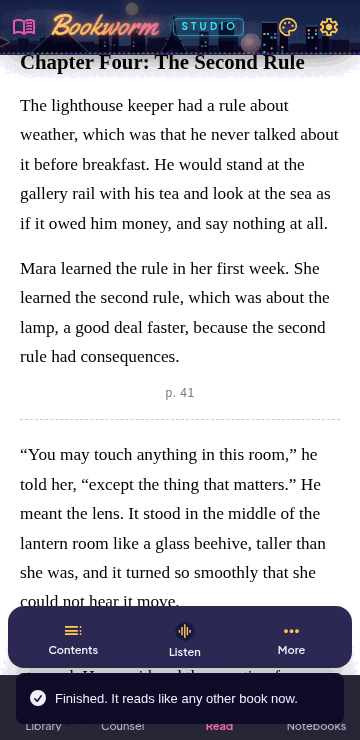 Bookworm STUDIO
Chapter Four: The Second Rule
The lighthouse keeper had a rule about
weather, which was that he never talked about
it before breakfast. He would stand at the
gallery rail with his tea and look at the sea as
if it owed him money, and say nothing at all.
Mara learned the rule in her first week. She
learned the second rule, which was about the
lamp, a good deal faster, because the second
rule had consequences.
p. 41
“You may touch anything in this room,” he
told her, “except the thing that matters.” He
meant the lens. It stood in the middle of the
lantern room like a glass beehive, taller than
she was, and it turned so smoothly that she
could not hear it move.
Contents Listen More
Finished. It reads like any other book now.
Library Counsel Read Notebooks